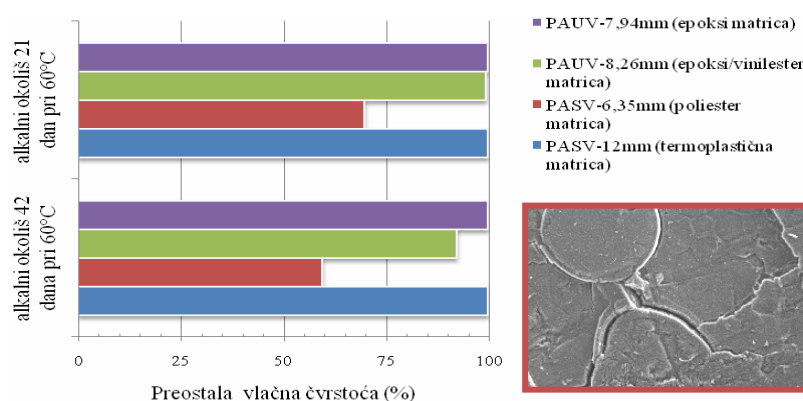 alkalni okoliš 21
dan pri 60°C
alkalni okoliš 42
dana pri 60°C
0
25
50
75
100
Preostala vlačna čvrstoća (%)
PAUV-7,94mm (epoksi matrica)
PAUV-8,26mm (epoksi/vinilester
matrica)
PASV-6,35mm (poliester
matrica)
PASV-12mm (termoplastična
matrica)